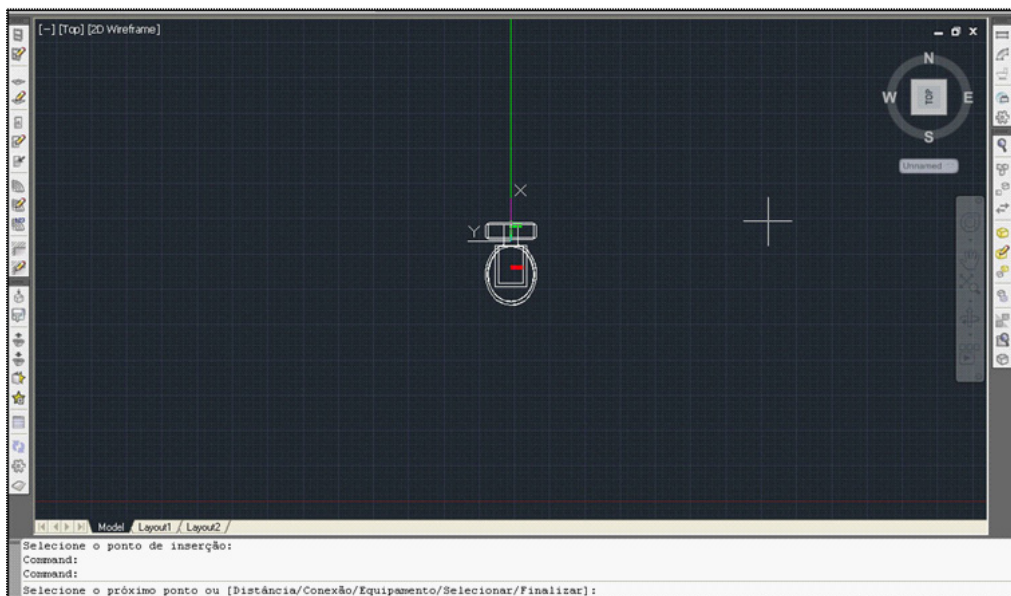 [-] [Top] [2D Wireframe]
N
W
TOP
E
S
Unnamed
X
Y
Model
Layout1
Layout2
Selecione o ponto de inserção:
Command:
Command:
Selecione o próximo ponto ou [Distância/Conexão/Equipamento/Selecionar/Finalizar]: